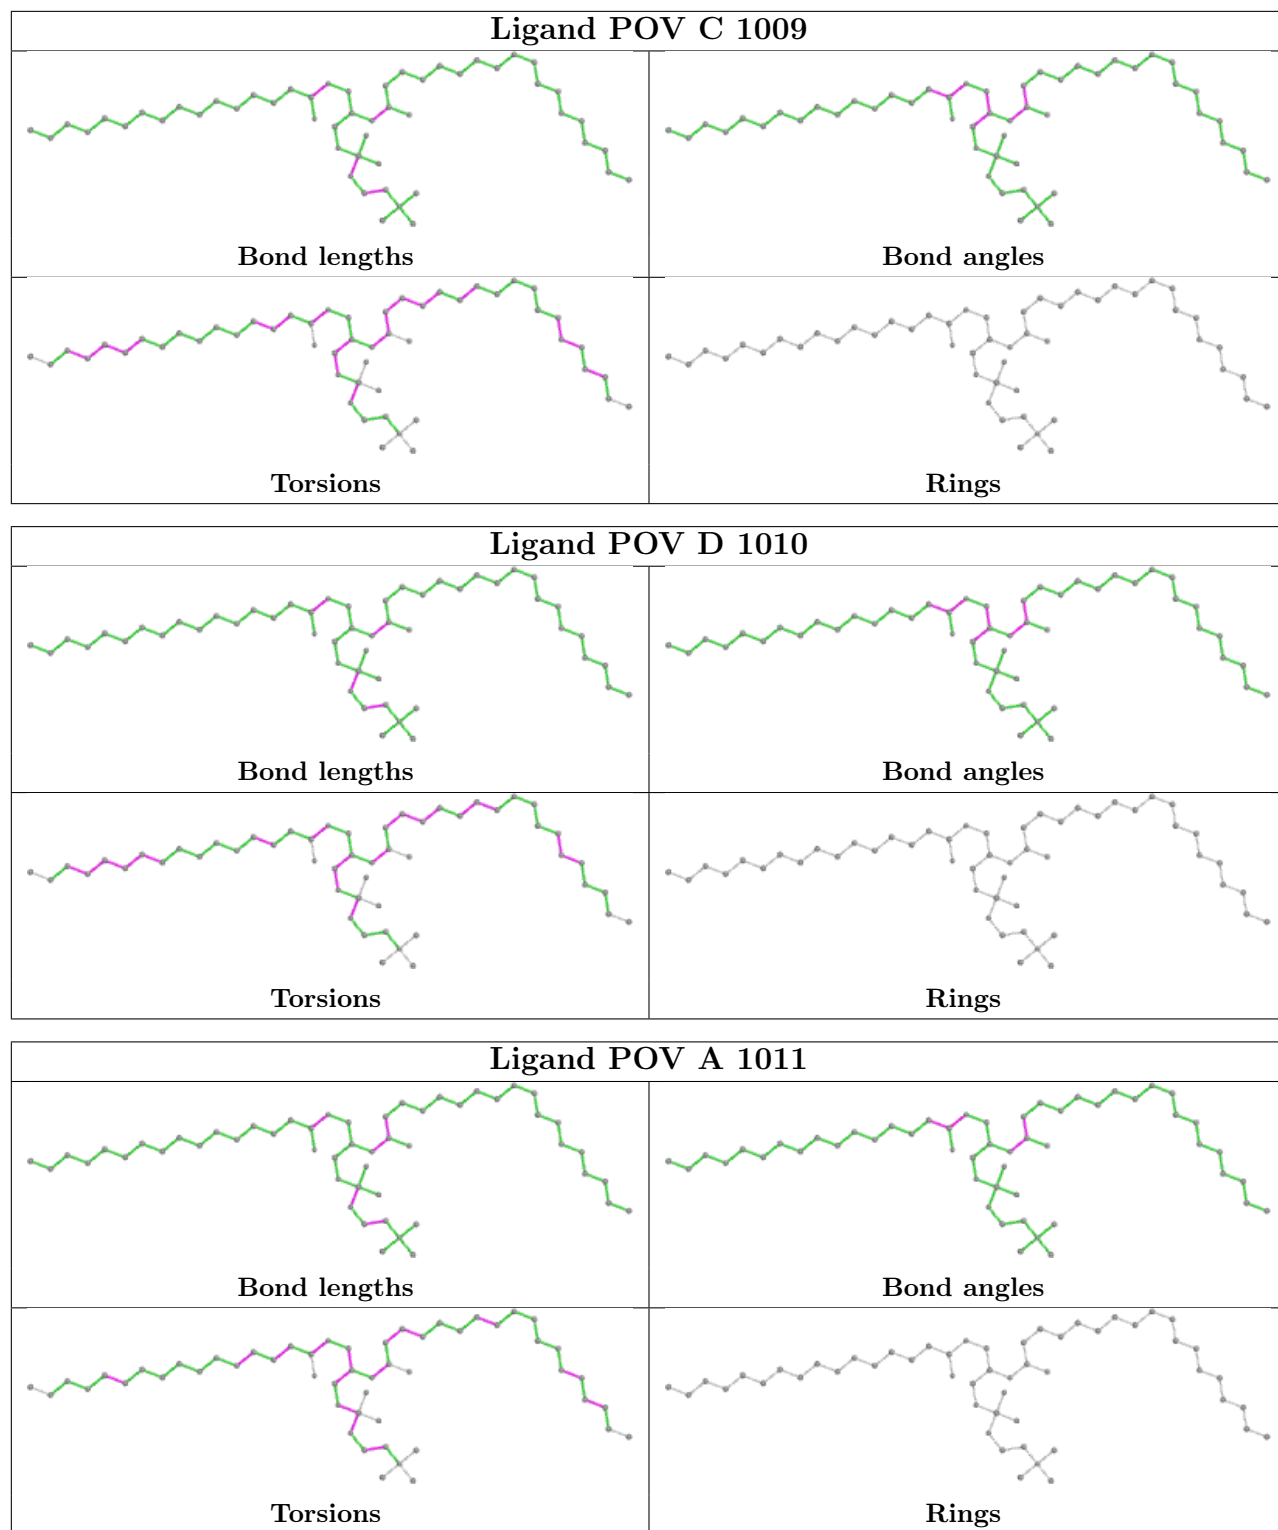 Ligand POV C 1009
Bond lengths
Bond angles
Torsions
Rings
Ligand POV D 1010
Bond lengths
Bond angles
Torsions
Rings
Ligand POV A 1011
Bond lengths
Bond angles
Torsions
Rings